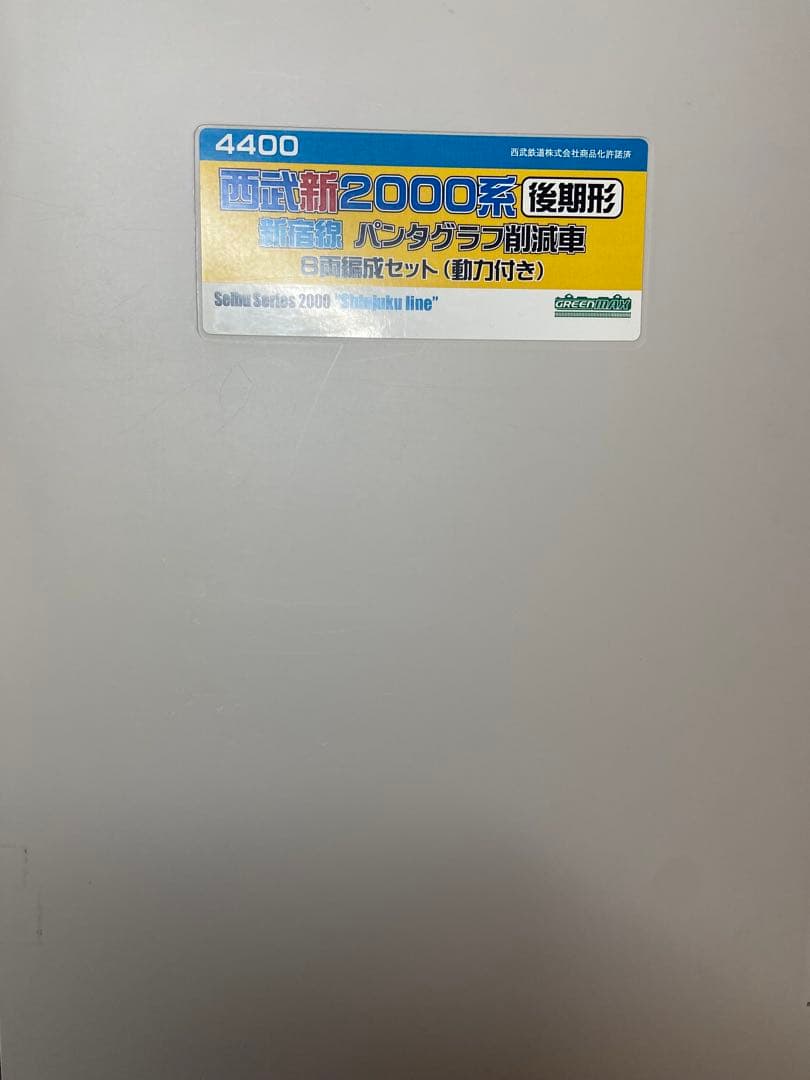 4400
西武鉄道株式会社商品化許諾済
西武新2000系 後期形
新宿線 パンタグラフ削減車
8両編成セット(動力付き)
Seibu Series 2000 "Shinjuku line"
GREENMAX